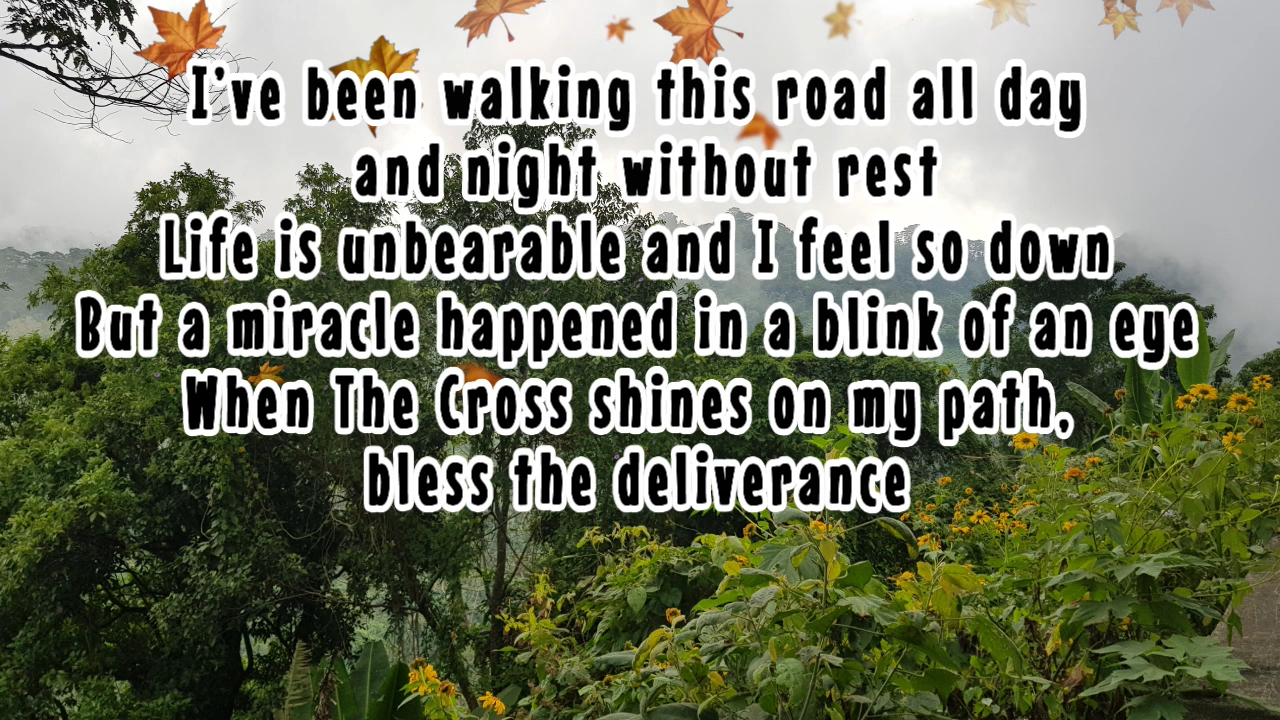 I've been walking this road all day
and night without rest
Life is unbearable and I feel so down
But a miracle happened in a blink of an eye
When The Cross shines on my path,
bless the deliverance